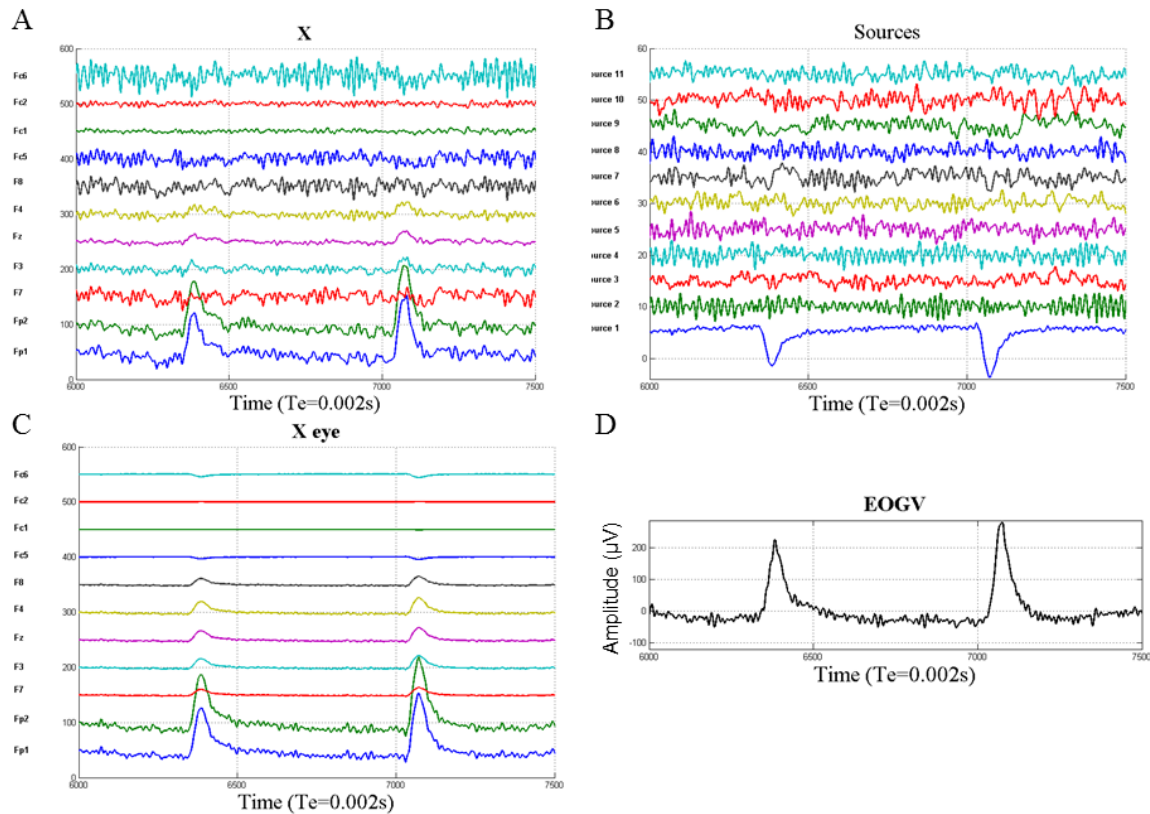 A
X
600
Fc6
Fc2
500
Fc1
Fc5
400
F8
F4
300
Fz
F3
200
F7
Fp2
100
Fp1
0
6000
6500
7000
7500
Time (Te=0.002s)
B
Sources
60
ource 11
50
ource 10
ource 9
40
ource 8
ource 7
30
ource 6
ource 5
20
ource 4
ource 3
10
ource 2
ource 1
0
6000
6500
7000
7500
Time (Te=0.002s)
C
X eye
600
Fc6
Fc2
500
Fc1
Fc5
400
F8
F4
300
Fz
F3
200
F7
Fp2
100
Fp1
0
6000
6500
7000
7500
Time (Te=0.002s)
D
EOGV
Amplitude (µV)
200
100
0
-100
6000
6500
7000
7500
Time (Te=0.002s)